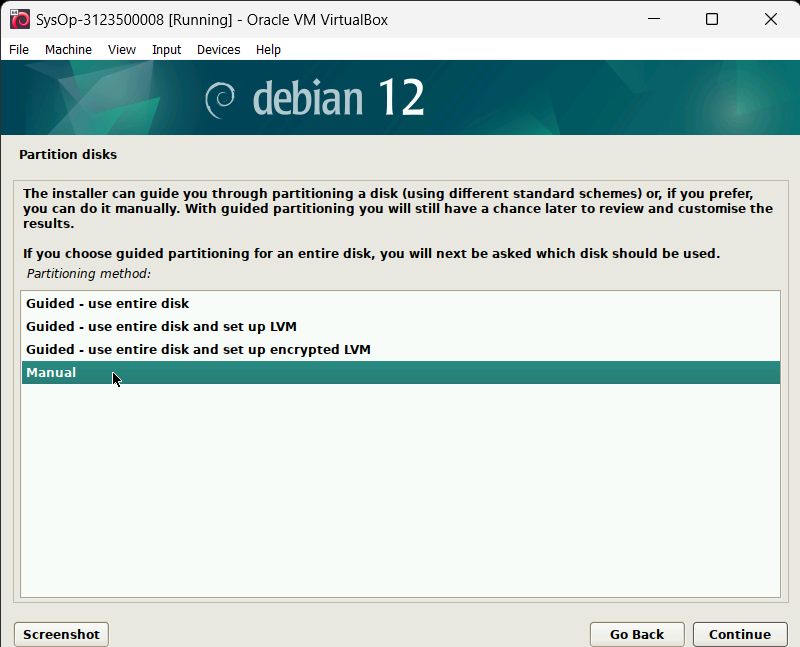 SysOp-3123500008 [Running] - Oracle VM VirtualBox
File Machine View Input Devices Help
debian 12
Partition disks
The installer can guide you through partitioning a disk (using different standard schemes) or, if you prefer,
you can do it manually. With guided partitioning you will still have a chance later to review and customise the
results.
If you choose guided partitioning for an entire disk, you will next be asked which disk should be used.
Partitioning method:
Guided - use entire disk
Guided - use entire disk and set up LVM
Guided - use entire disk and set up encrypted LVM
Manual
Screenshot Go Back Continue